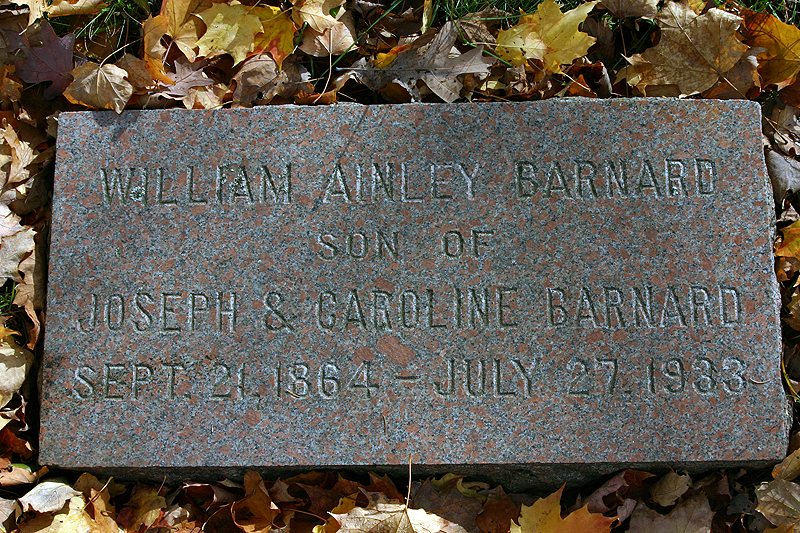 WILLIAM AINLEY BARNARD
SON OF
JOSEPH & CAROLINE BARNARD
SEPT. 21. 1864 - JULY 27. 1933